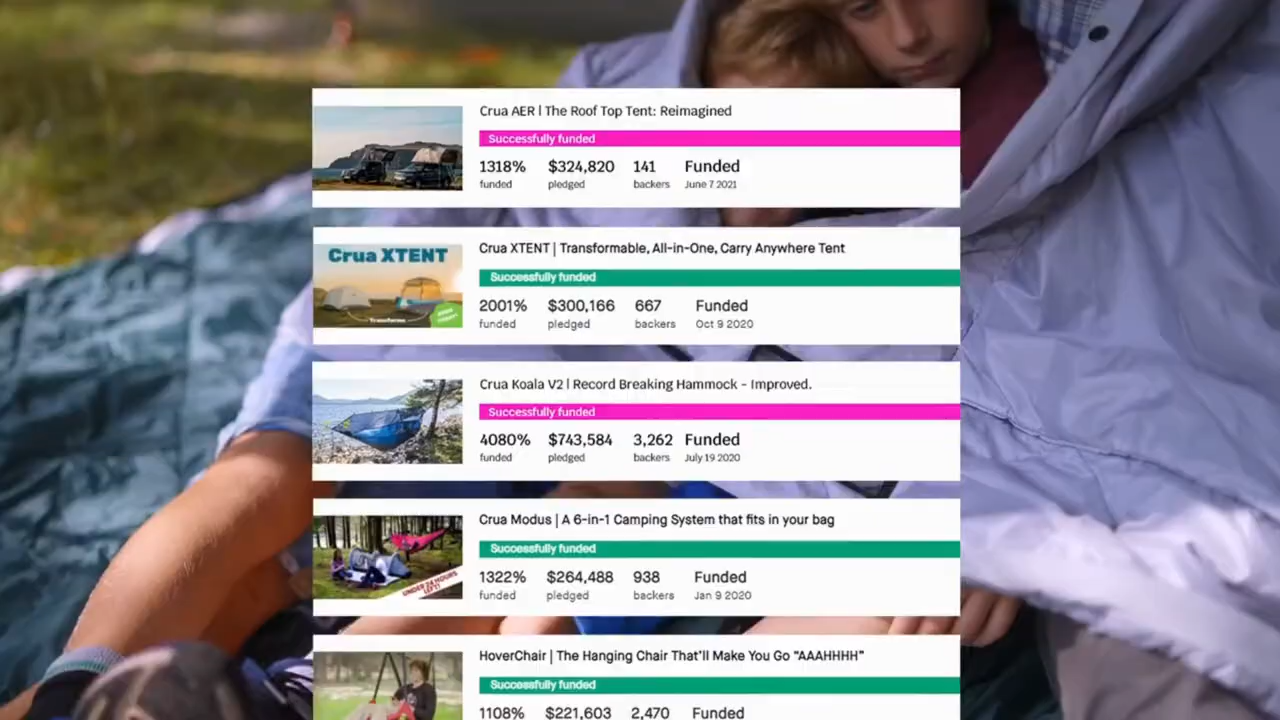 Crua AER | The Roof Top Tent: Reimagined
Successfully funded
1318% $324,820 141 Funded
funded pledged backers June 7 2021
Crua XTENT
Crua XTENT | Transformable, All-in-One, Carry Anywhere Tent
Successfully funded
2001% $300,166 667 Funded
funded pledged backers Oct 9 2020
Crua Koala V2 | Record Breaking Hammock - Improved.
Successfully funded
4080% $743,584 3,262 Funded
funded pledged backers July 19 2020
UNDER 24 HOURS
LEFT!
Crua Modus | A 6-in-1 Camping System that fits in your bag
Successfully funded
1322% $264,488 938 Funded
funded pledged backers Jan 9 2020
HoverChair | The Hanging Chair That'll Make You Go “AAAHHHH”
Successfully funded
1108% $221,603 2,470 Funded